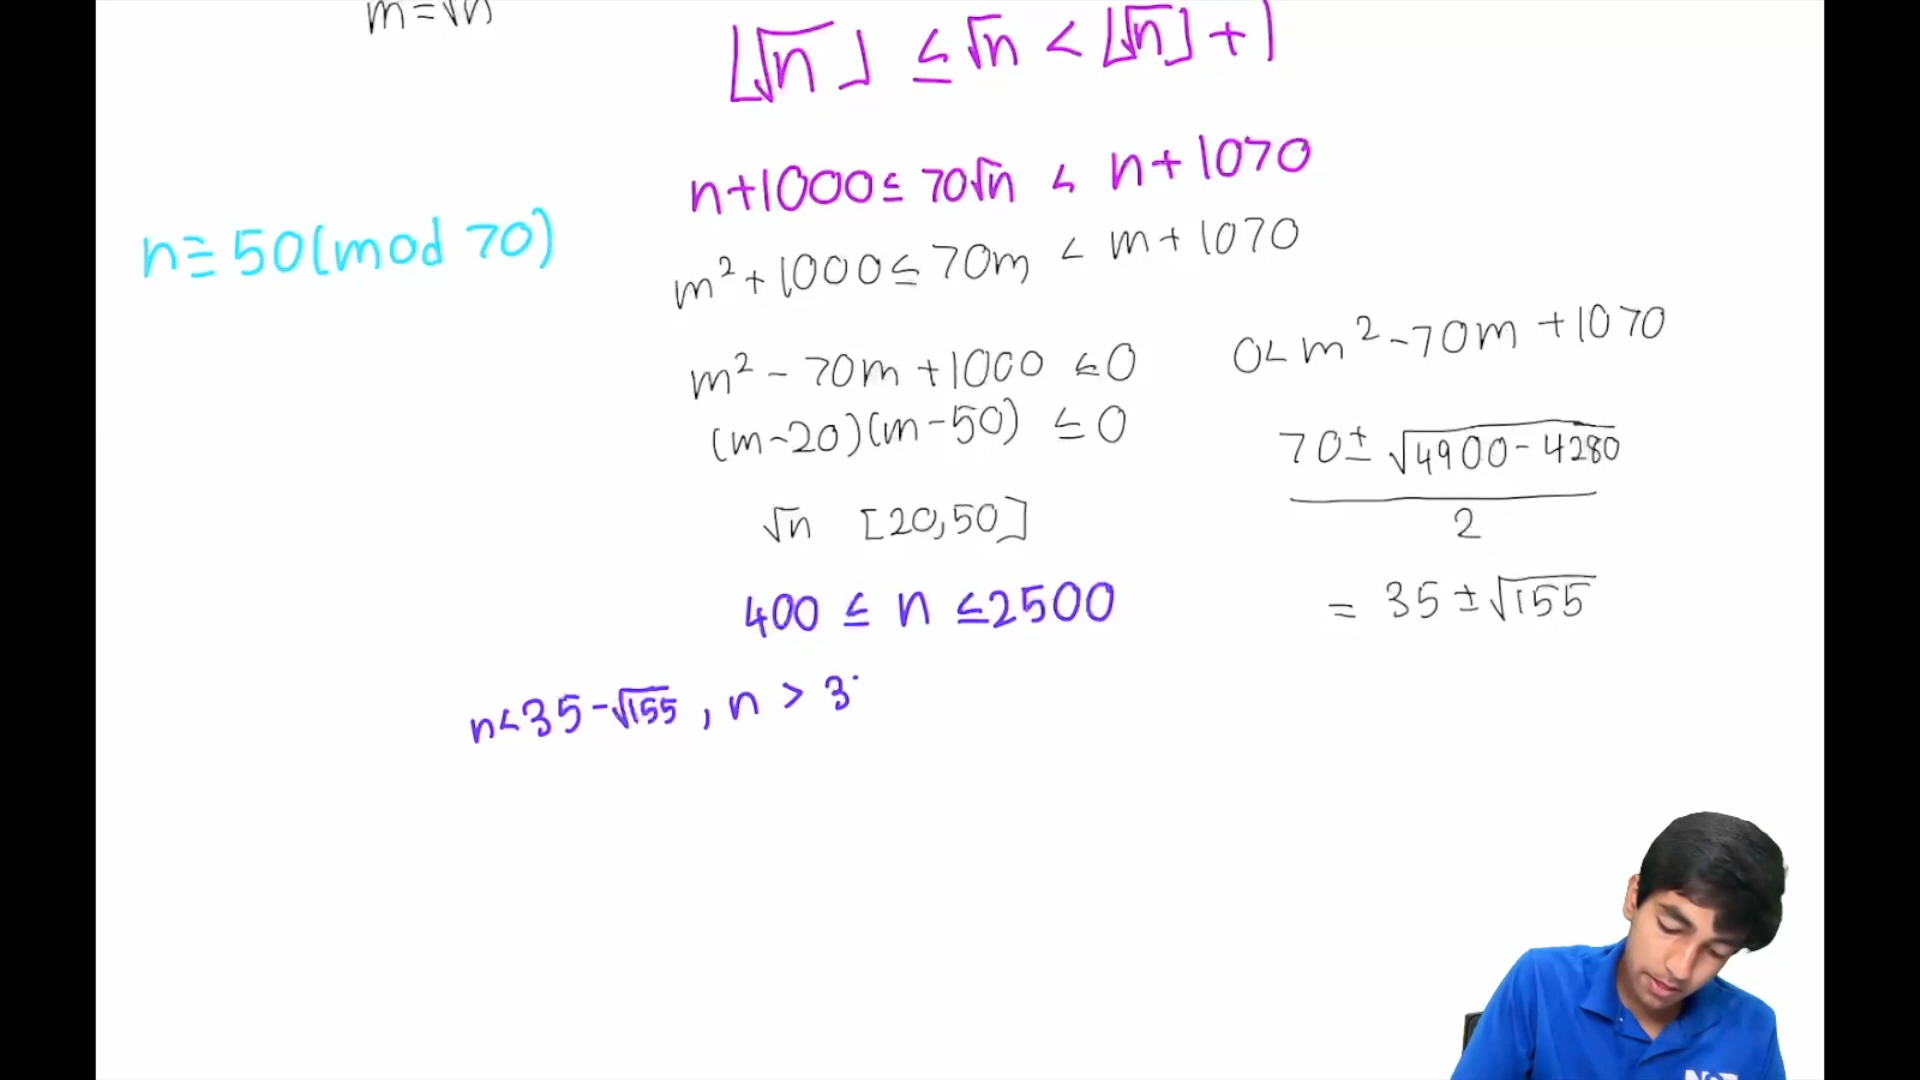 m=√n
⌊√n⌋ ≤ √n < ⌊√n⌋ + 1
n+1000 ≤ 70√n < n+1070
n ≡ 50 (mod 70)
m² + 1000 ≤ 70m < m + 1070
m² - 70m + 1000 ≤ 0
0 < m² - 70m + 1070
(m-20)(m-50) ≤ 0
70 ± √4900 - 4280
2
√n [20,50]
= 35 ± √155
400 ≤ n ≤ 2500
n < 35 - √155 , n > 3